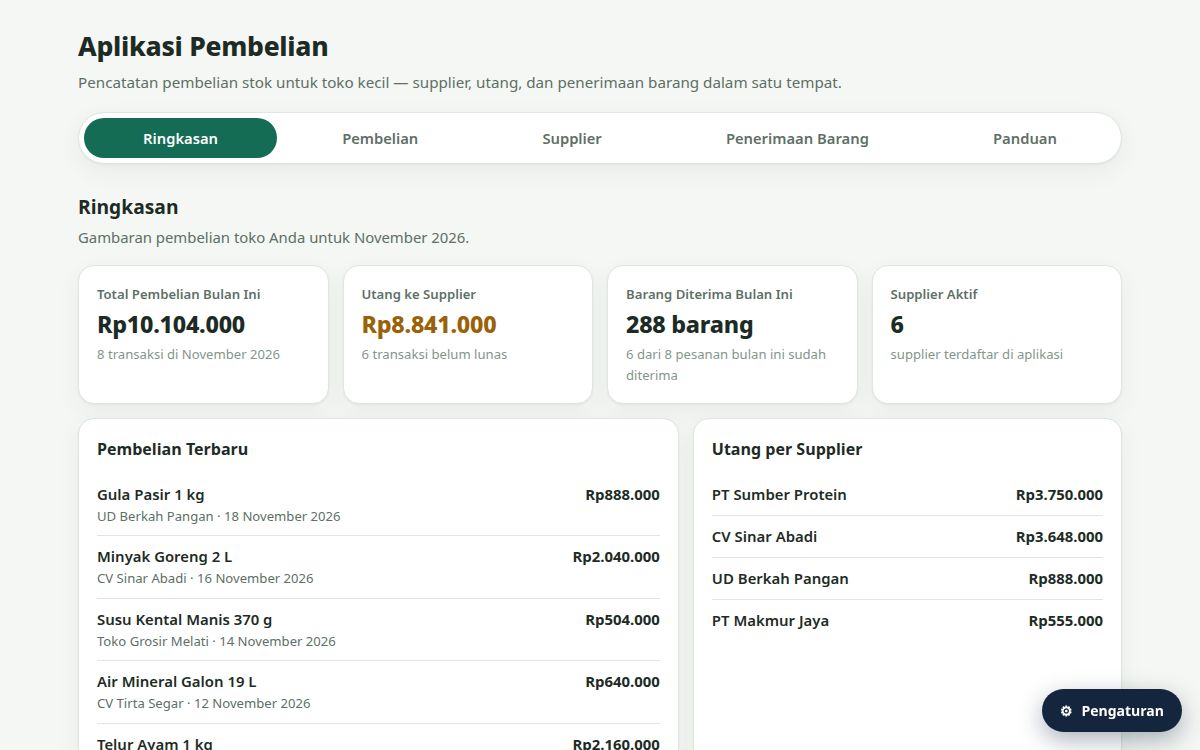 Aplikasi Pembelian
Pencatatan pembelian stok untuk toko kecil — supplier, utang, dan penerimaan barang dalam satu tempat.
Ringkasan
Pembelian
Supplier
Penerimaan Barang
Panduan
Ringkasan
Gambaran pembelian toko Anda untuk November 2026.
Total Pembelian Bulan Ini
Rp10.104.000
8 transaksi di November 2026
Utang ke Supplier
Rp8.841.000
6 transaksi belum lunas
Barang Diterima Bulan Ini
288 barang
6 dari 8 pesanan bulan ini sudah
diterima
Supplier Aktif
6
supplier terdaftar di aplikasi
Pembelian Terbaru
Gula Pasir 1 kg
Rp888.000
UD Berkah Pangan · 18 November 2026
Minyak Goreng 2 L
Rp2.040.000
CV Sinar Abadi · 16 November 2026
Susu Kental Manis 370 g
Rp504.000
Toko Grosir Melati · 14 November 2026
Air Mineral Galon 19 L
Rp640.000
CV Tirta Segar · 12 November 2026
Telur Ayam 1 kg
Rp2.160.000
Utang per Supplier
PT Sumber Protein
Rp3.750.000
CV Sinar Abadi
Rp3.648.000
UD Berkah Pangan
Rp888.000
PT Makmur Jaya
Rp555.000
⚙ Pengaturan